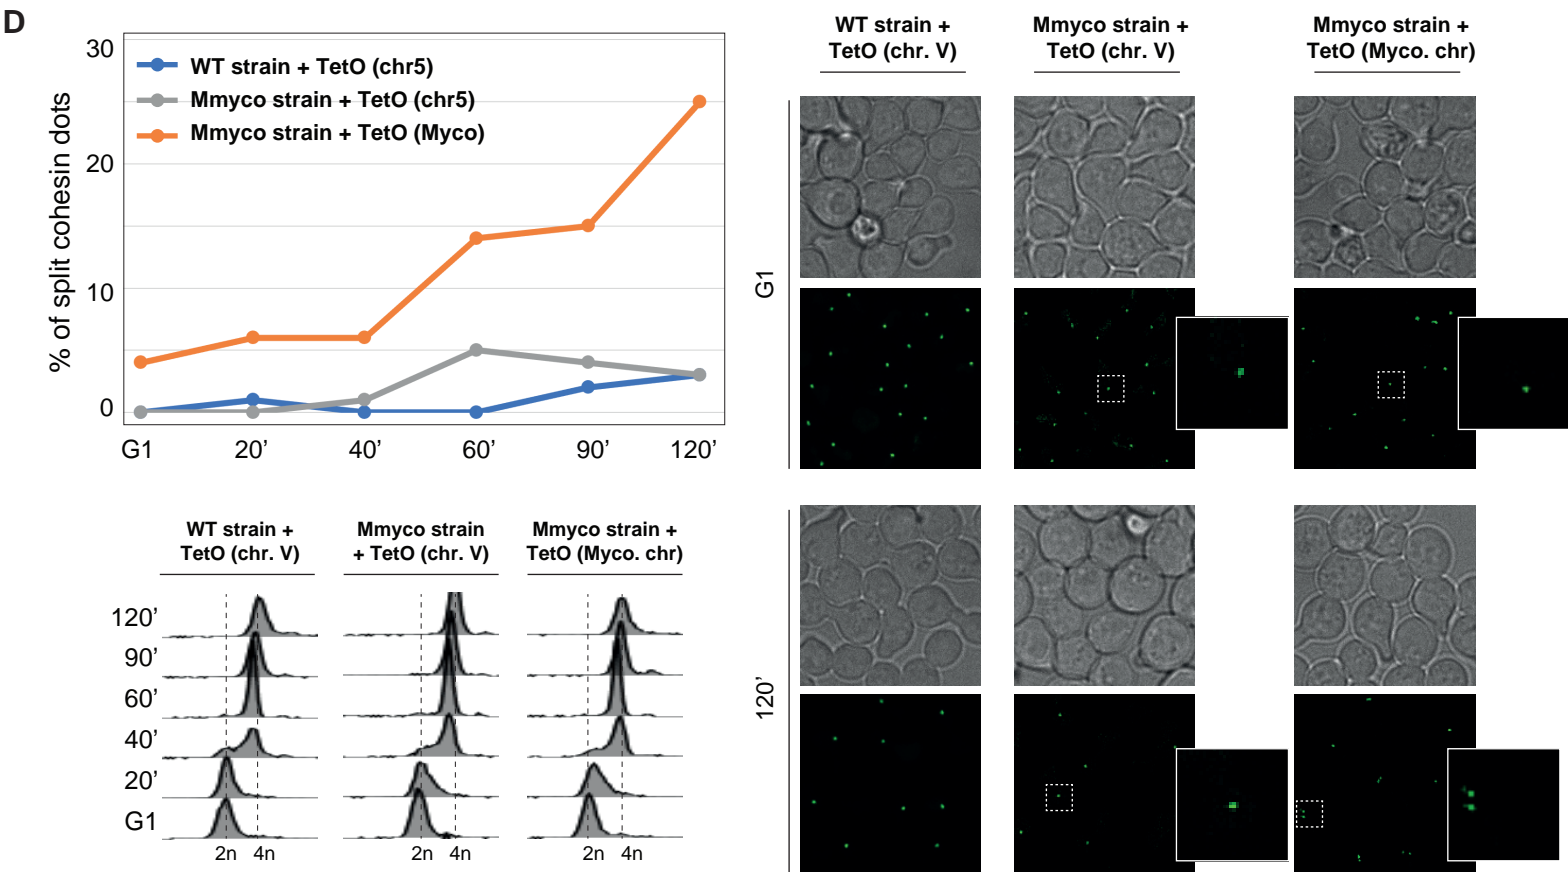 D
% of split cohesin dots
30
20
10
0
WT strain + TetO (chr5)
Mmyco strain + TetO (chr5)
Mmyco strain + TetO (Myco)
G1 20’ 40’ 60’ 90’ 120’
WT strain +
TetO (chr. V)
Mmyco strain
+ TetO (chr. V)
Mmyco strain +
TetO (Myco. chr)
120’
90’
60’
40’
20’
G1
2n 4n
2n 4n
2n 4n
WT strain +
TetO (chr. V)
Mmyco strain +
TetO (chr. V)
Mmyco strain +
TetO (Myco. chr)
G1
120’